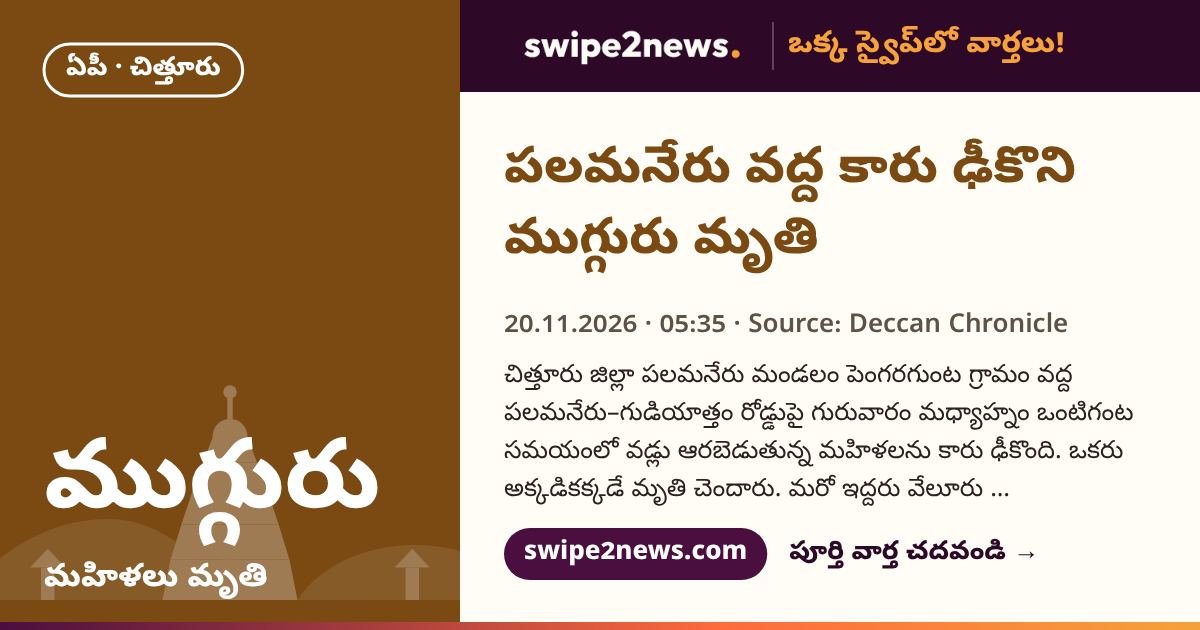 ఏపీ · చిత్తూరు
ముగ్గురు
మహిళలు మృతి
swipe2news. ఒక్క స్వైప్‌లో వార్తలు!
పలమనేరు వద్ద కారు ఢీకొని
ముగ్గురు మృతి
20.11.2026 · 05:35 · Source: Deccan Chronicle
చిత్తూరు జిల్లా పలమనేరు మండలం పెంగరగుంట గ్రామం వద్ద
పలమనేరు–గుడియాత్తం రోడ్డుపై గురువారం మధ్యాహ్నం ఒంటిగంట
సమయంలో వడ్లు ఆరబెడుతున్న మహిళలను కారు ఢీకొంది. ఒకరు
అక్కడికక్కడే మృతి చెందారు. మరో ఇద్దరు వేలూరు ...
swipe2news.com పూర్తి వార్త చదవండి →